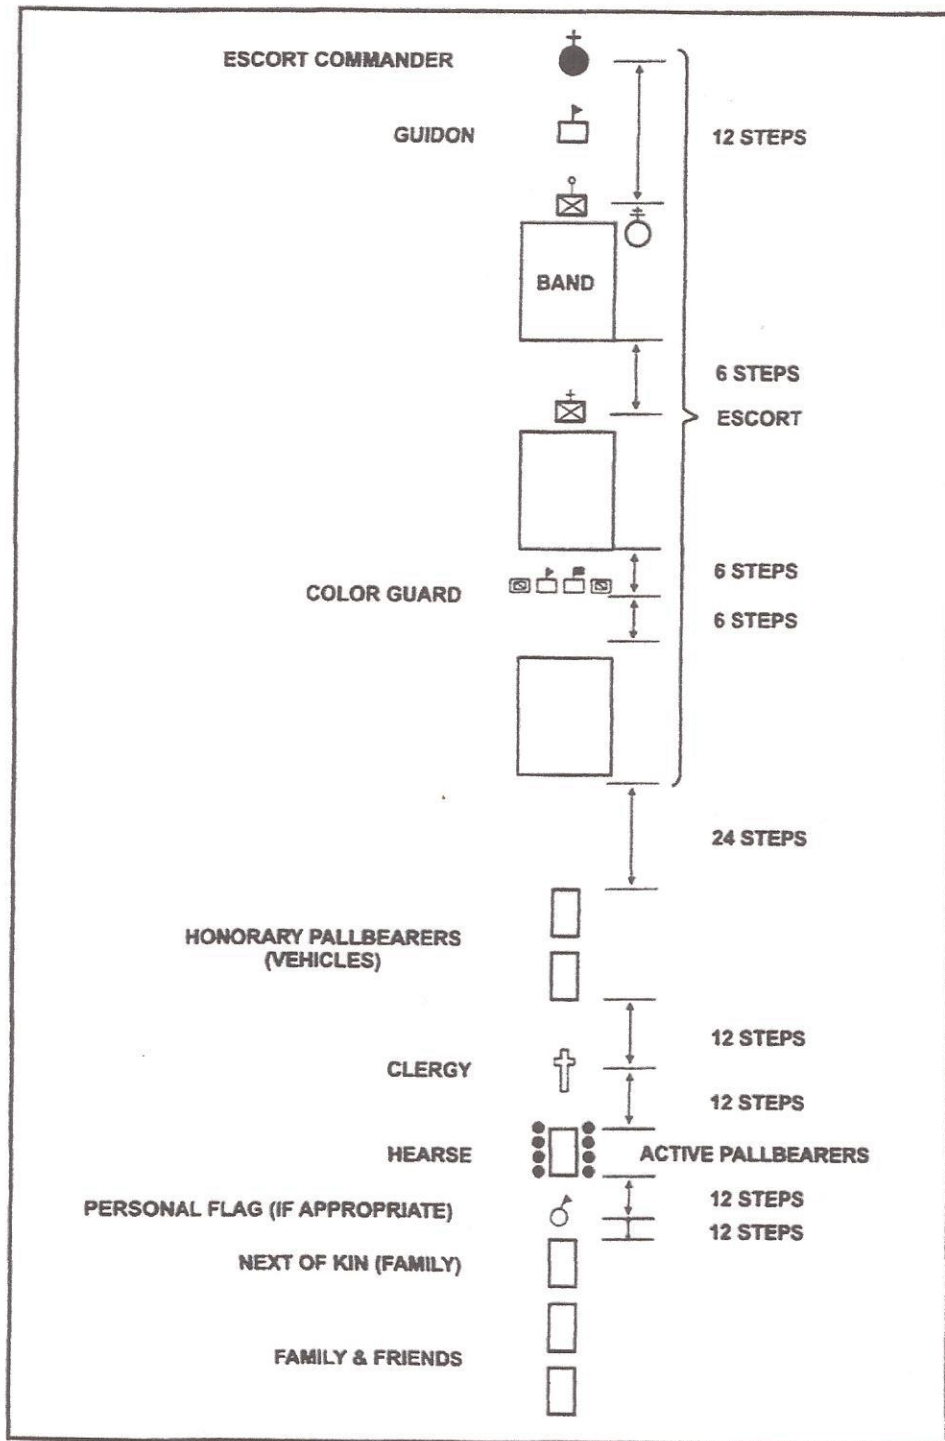 ESCORT COMMANDER
GUIDON
12 STEPS
BAND
6 STEPS
ESCORT
COLOR GUARD
6 STEPS
6 STEPS
24 STEPS
HONORARY PALLBEARERS
(VEHICLES)
12 STEPS
CLERGY
12 STEPS
HEARSE
ACTIVE PALLBEARERS
12 STEPS
PERSONAL FLAG (IF APPROPRIATE)
12 STEPS
NEXT OF KIN (FAMILY)
FAMILY & FRIENDS